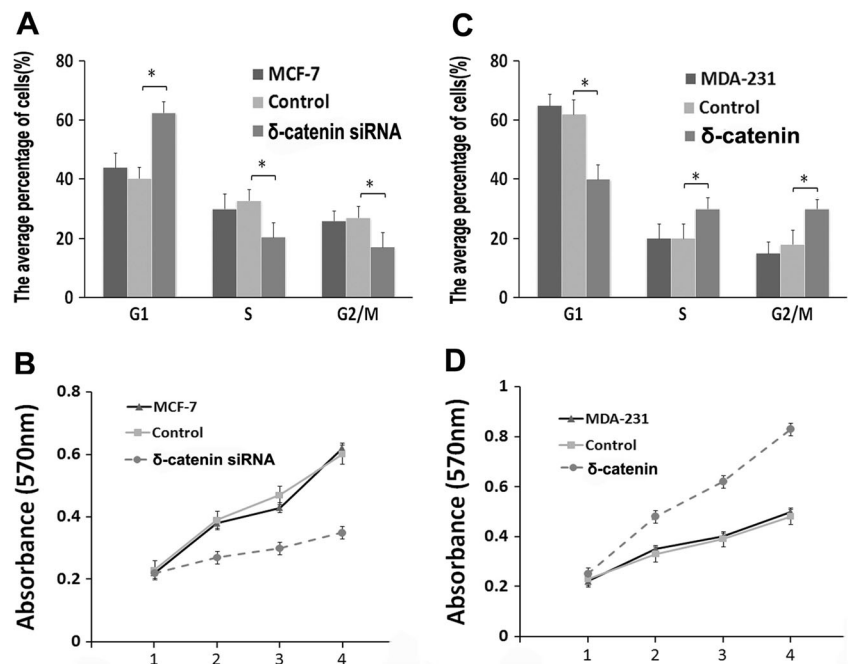 A
The average percentage of cells(%)
80
60
40
20
0
MCF-7
Control
δ-catenin siRNA
*
*
*
G1
S
G2/M
C
The average percentage of cells(%)
80
60
40
20
0
MDA-231
Control
δ-catenin
*
*
*
G1
S
G2/M
B
Absorbance (570nm)
0.8
0.6
0.4
0.2
0
MCF-7
Control
δ-catenin siRNA
1
2
3
4
D
Absorbance (570nm)
1
0.8
0.6
0.4
0.2
0
MDA-231
Control
δ-catenin
1
2
3
4